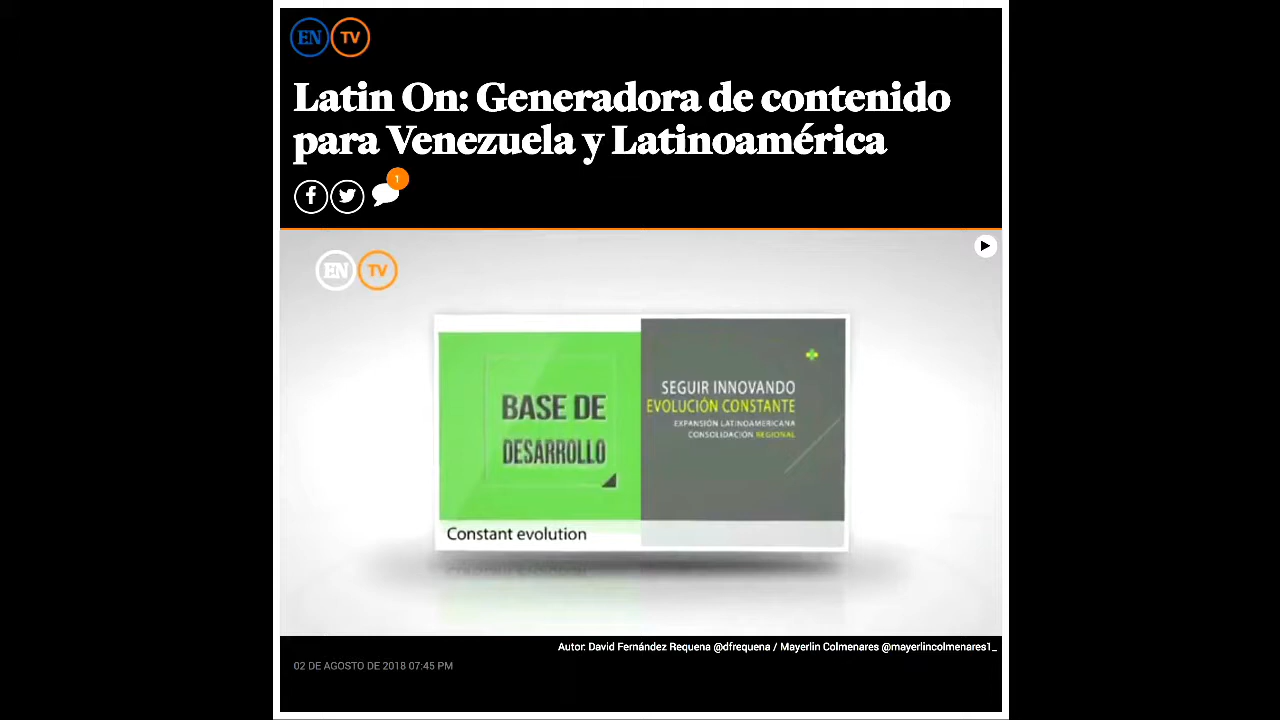 EN TV
Latin On: Generadora de contenido
para Venezuela y Latinoamérica
1
EN TV
BASE DE
DESARROLLO
SEGUIR INNOVANDO
EVOLUCIÓN CONSTANTE
EXPANSIÓN LATINOAMERICANA
CONSOLIDACIÓN REGIONAL
Constant evolution
Autor: David Fernández Requena @dfrequena / Mayerlin Colmenares @mayerlincolmenares1_
02 DE AGOSTO DE 2018 07:45 PM